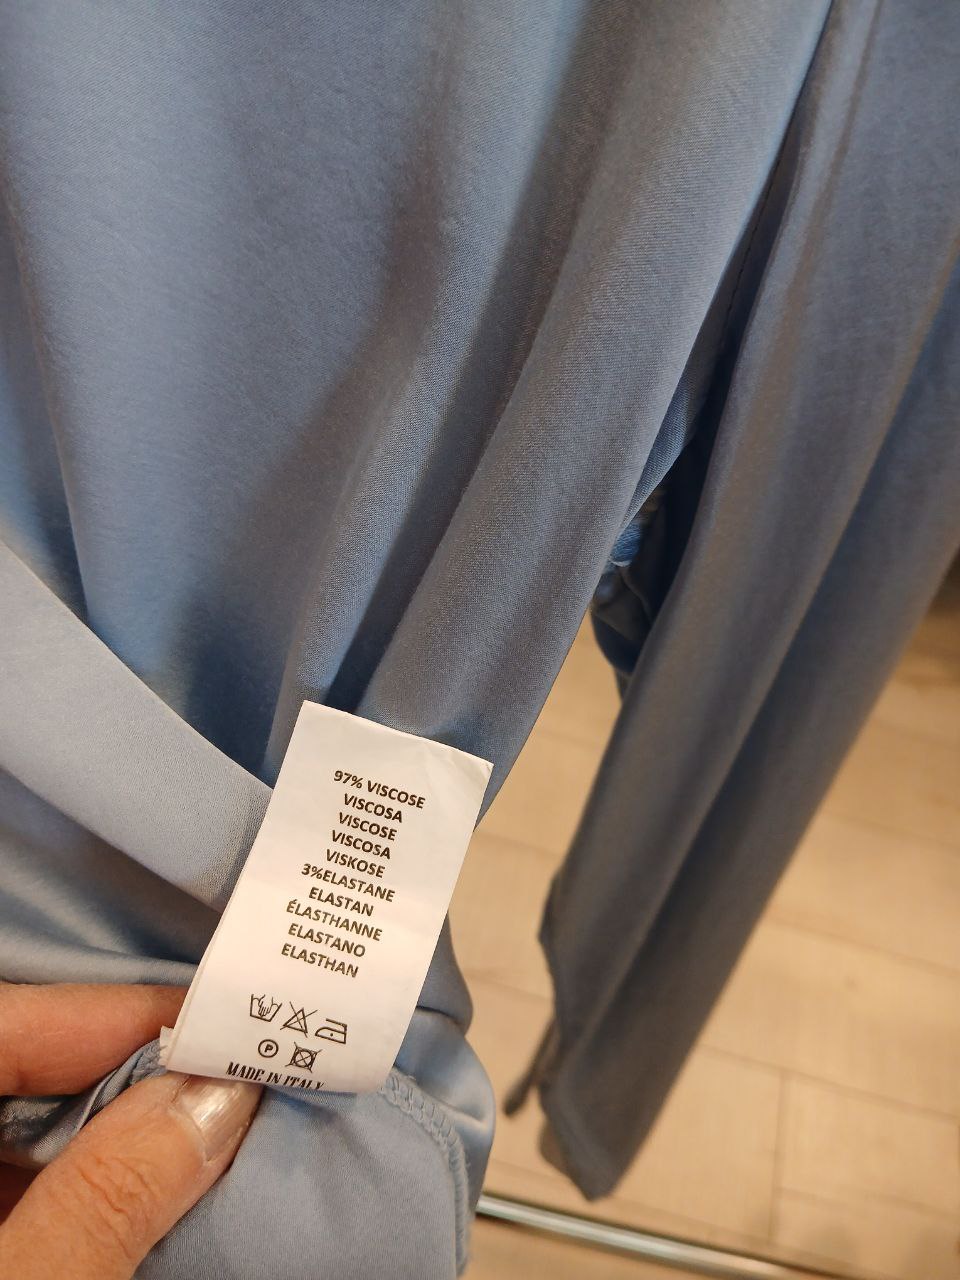 97% VISCOSE
VISCOSA
VISCOSE
VISCOSA
VISKOSE
3%ELASTANE
ELASTAN
ÉLASTHANNE
ELASTANO
ELASTHAN
P
MADE IN ITALY